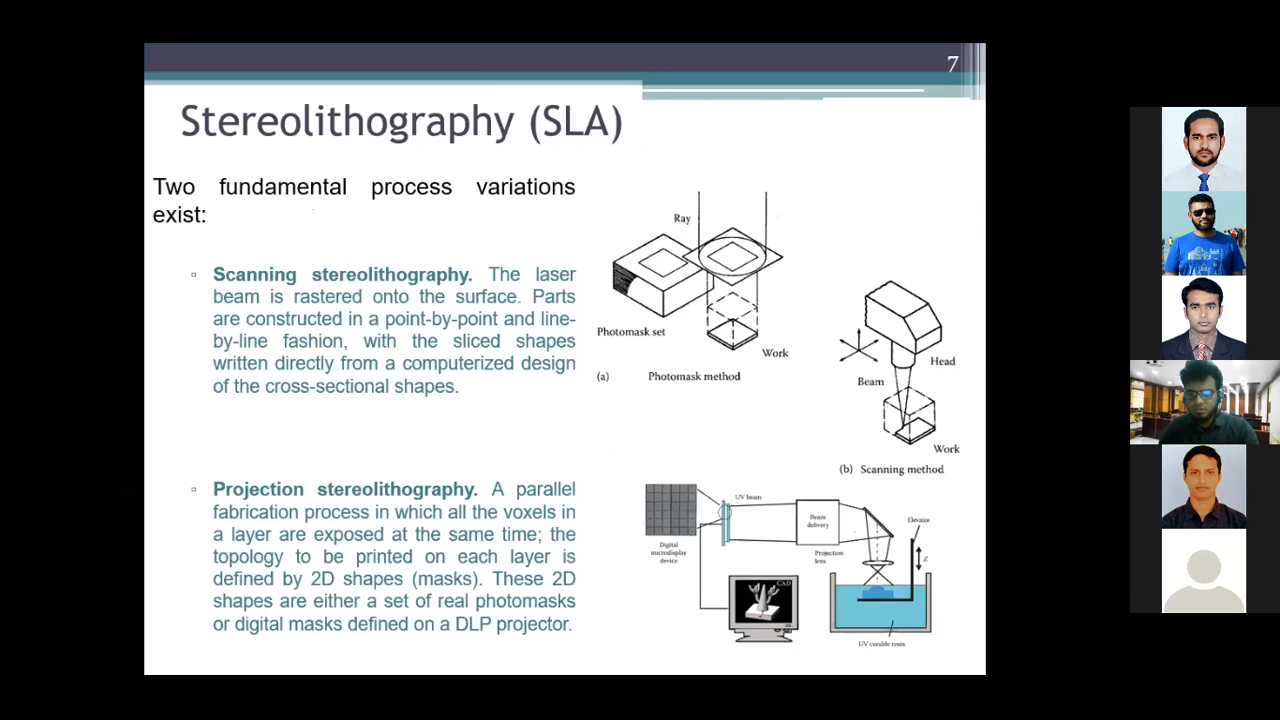 7
Stereolithography (SLA)
Two fundamental process variations
exist:
Scanning stereolithography. The laser
beam is rastered onto the surface. Parts
are constructed in a point-by-point and line-
by-line fashion, with the sliced shapes
written directly from a computerized design
of the cross-sectional shapes.
Projection stereolithography. A parallel
fabrication process in which all the voxels in
a layer are exposed at the same time; the
topology to be printed on each layer is
defined by 2D shapes (masks). These 2D
shapes are either a set of real photomasks
or digital masks defined on a DLP projector.
Ray
Photomask set
Work
(a) Photomask method
Head
Beam
Work
(b) Scanning method
UV beam
Beam
delivery
Elevator
Digital
microdisplay
device
Projection
lens
Z
CAD
UV curable resin